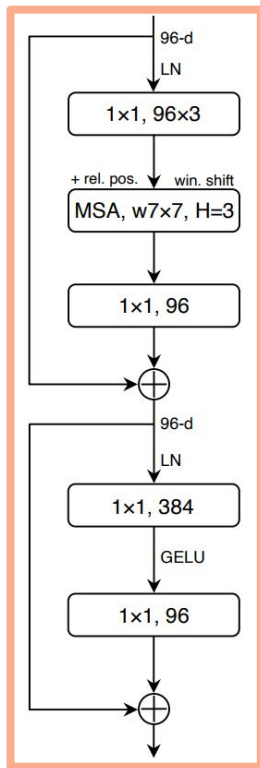 96-d
LN
1×1, 96×3
+ rel. pos. win. shift
MSA, w7×7, H=3
1×1, 96
96-d
LN
1×1, 384
GELU
1×1, 96